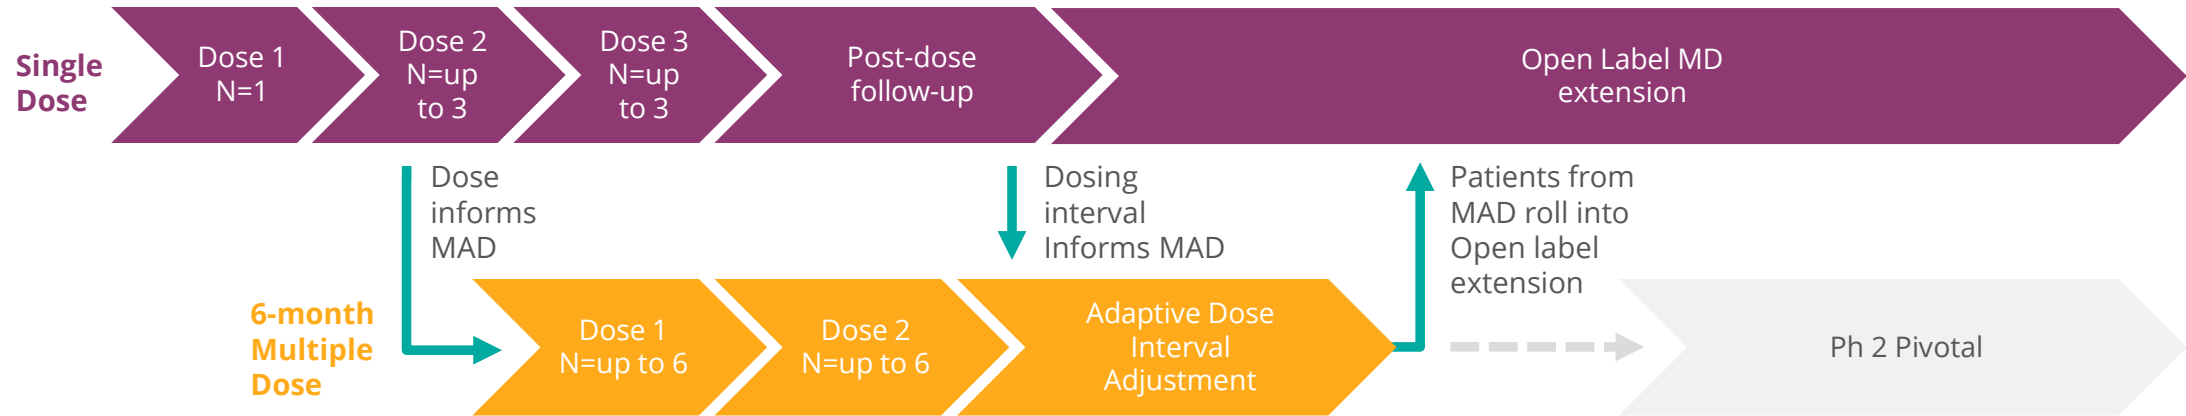 Single
Dose
Dose 1
N=1
Dose 2
N=up
to 3
Dose 3
N=up
to 3
Post-dose
follow-up
Open Label MD
extension
Dose
informs
MAD
Dosing
interval
Informs MAD
Patients from
MAD roll into
Open label
extension
6-month
Multiple
Dose
Dose 1
N=up to 6
Dose 2
N=up to 6
Adaptive Dose
Interval
Adjustment
Ph 2 Pivotal